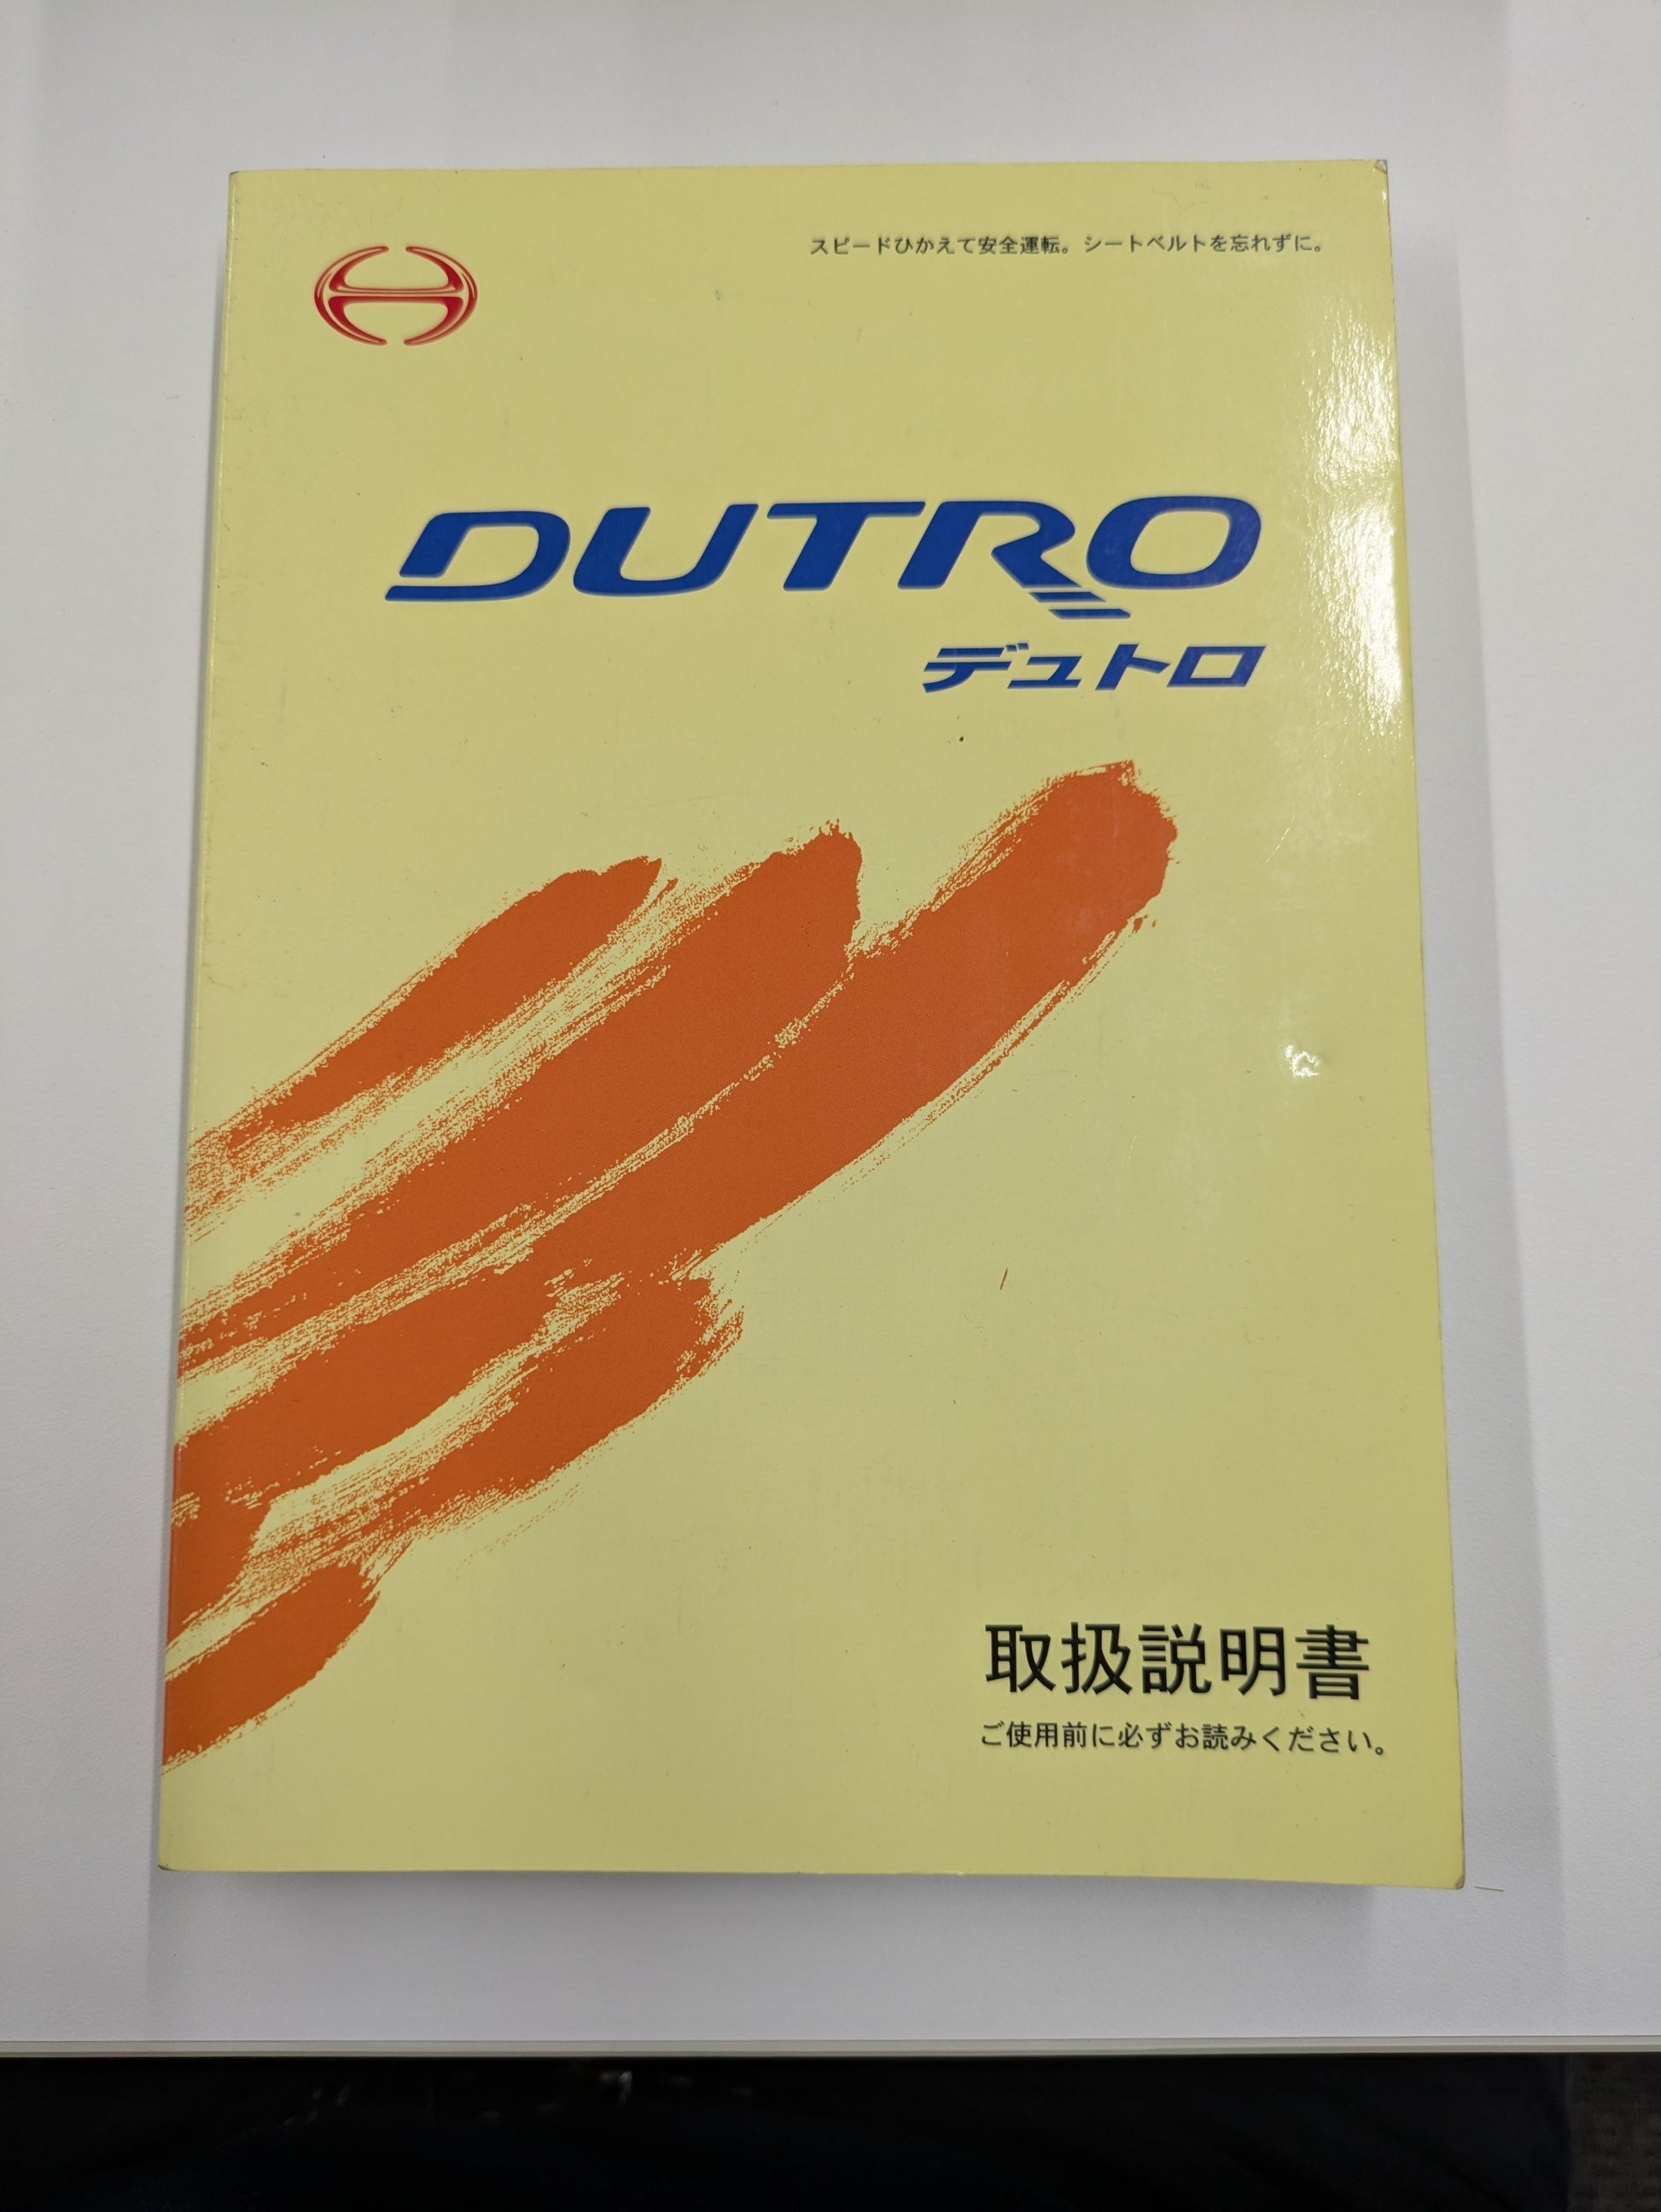 スピードひかえて安全運転。シートベルトを忘れずに。
DUTRO
デュトロ
取扱説明書
ご使用前に必ずお読みください。